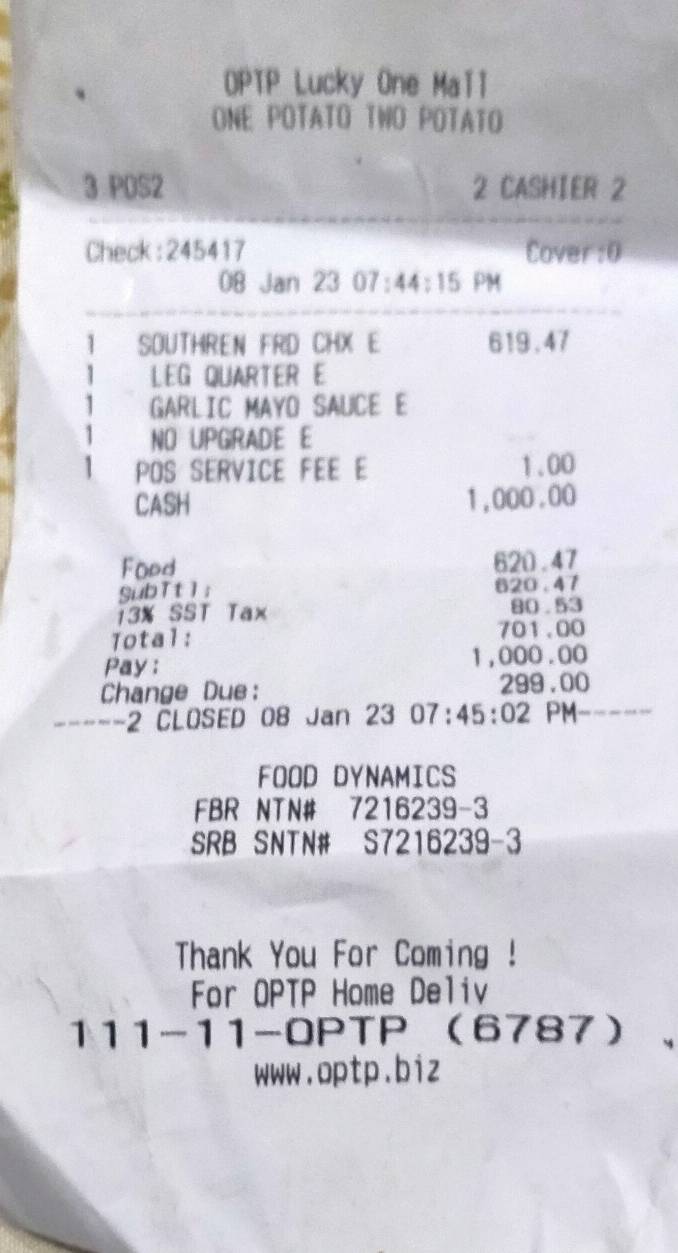 OPTP Lucky One Mall
ONE POTATO TWO POTATO
3 POS2 2 CASHIER 2
Check:245417 Cover:0
08 Jan 23 07:44:15 PM
1 SOUTHREN FRD CHX E 619.47
1 LEG QUARTER E
1 GARLIC MAYO SAUCE E
1 NO UPGRADE E
1 POS SERVICE FEE E 1.00
CASH 1,000.00
Food 620.47
SubTtl: 620.47
13% SST Tax 80.53
Total: 701.00
Pay: 1,000.00
Change Due: 299.00
-----2 CLOSED 08 Jan 23 07:45:02 PM-----
FOOD DYNAMICS
FBR NTN# 7216239-3
SRB SNTN# S7216239-3
Thank You For Coming !
For OPTP Home Deliv
111-11-OPTP (6787)
www.optp.biz